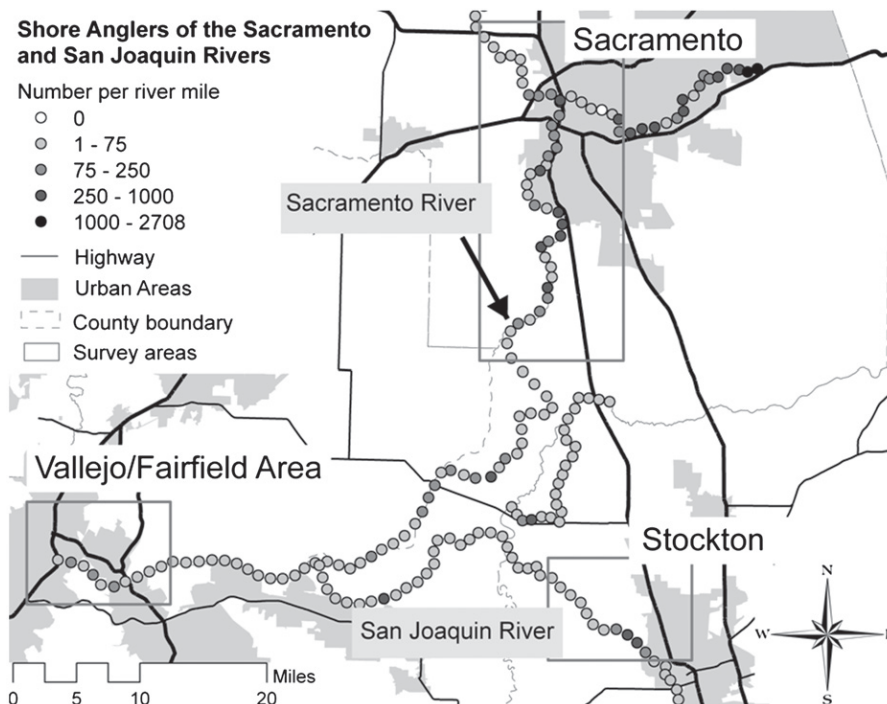 Shore Anglers of the Sacramento
and San Joaquin Rivers
Number per river mile
0
1 - 75
75 - 250
250 - 1000
1000 - 2708
Highway
Urban Areas
County boundary
Survey areas
Sacramento
Sacramento River
Vallejo/Fairfield Area
Stockton
San Joaquin River
N
W
S
Miles
0 5 10 20